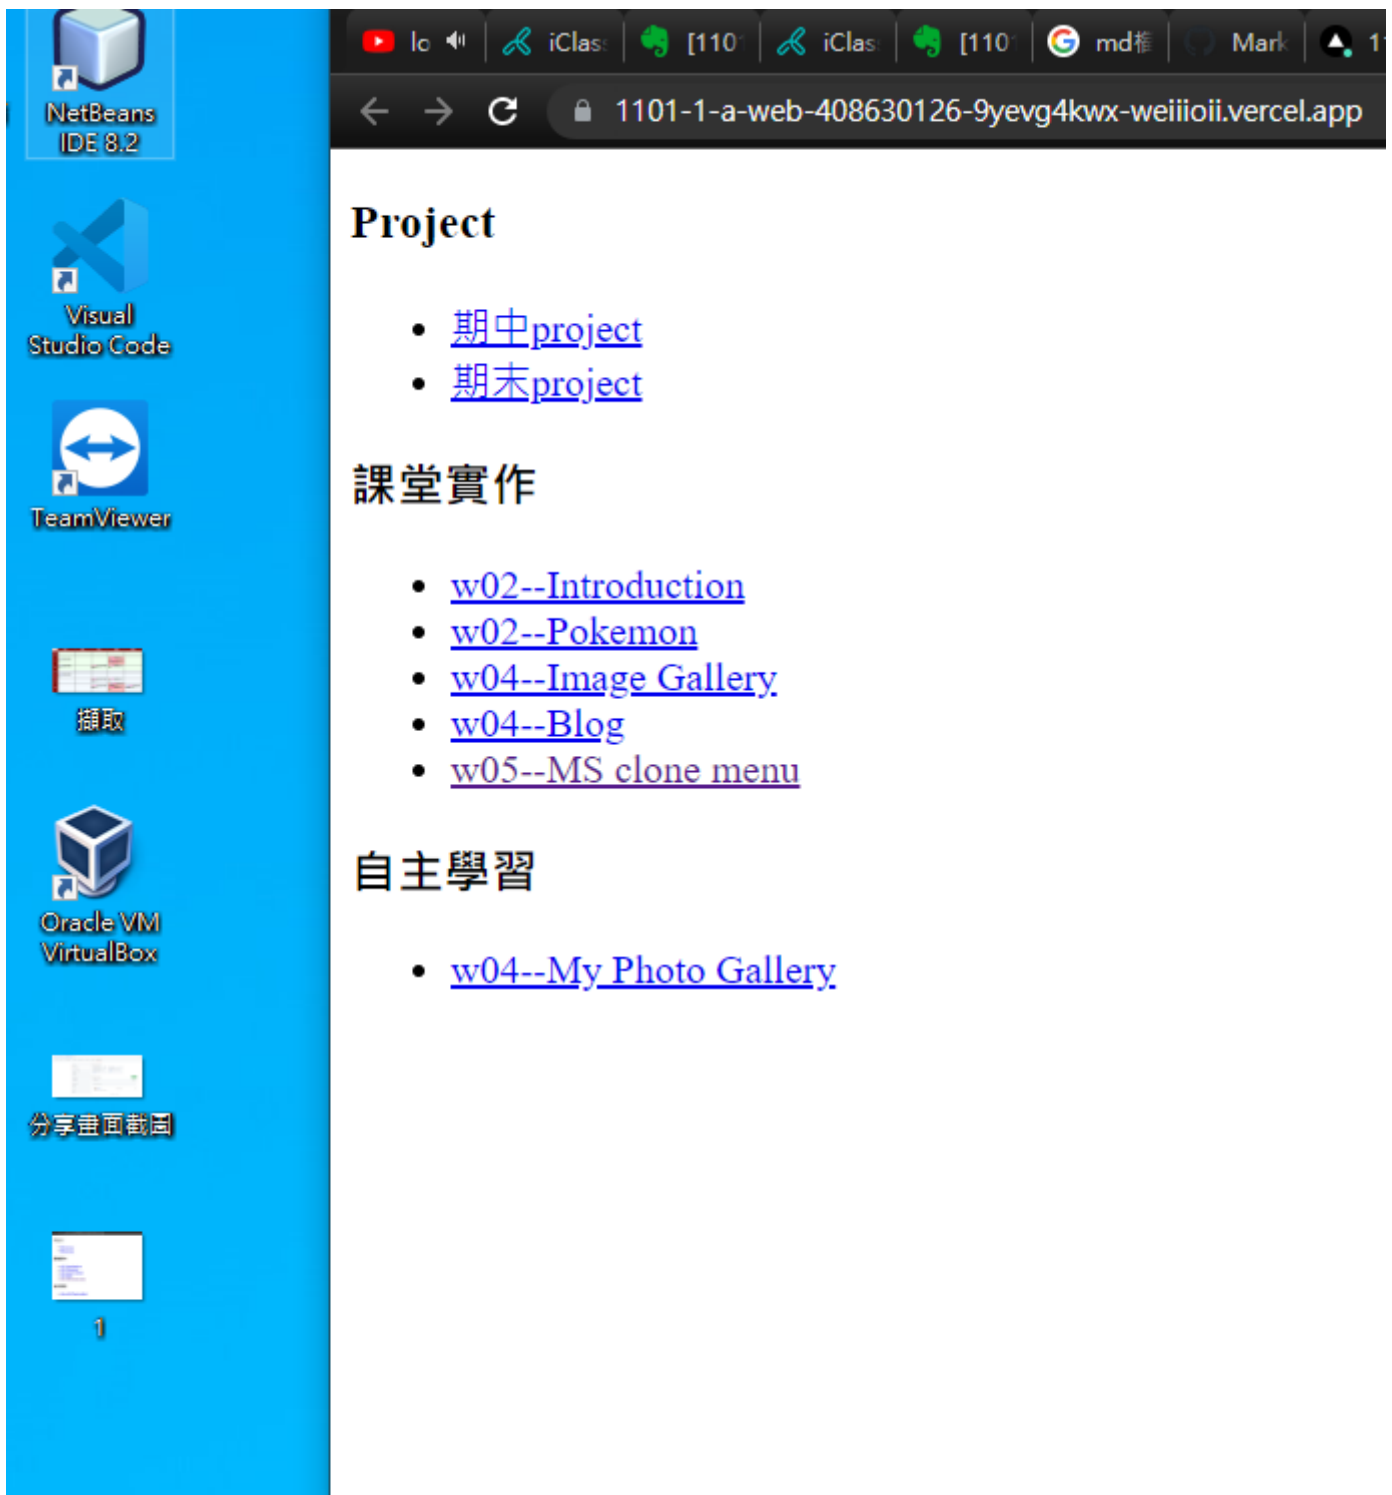 NetBeans
IDE 8.2
Visual
Studio Code
TeamViewer
擷取
Oracle VM
VirtualBox
分享畫面截圖
1
lo
iClas
[110
iClas
[110
md檔
Mark
1101-1-a-web-408630126-9yevg4kwx-weiiioii.vercel.app
Project
期中project
期末project
課堂實作
w02--Introduction
w02--Pokemon
w04--Image Gallery
w04--Blog
w05--MS clone menu
自主學習
w04--My Photo Gallery